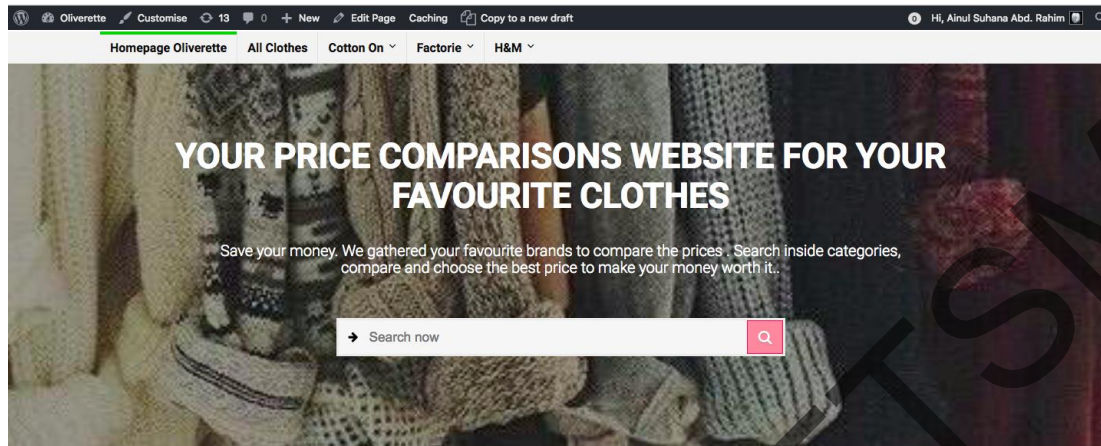 Oliverette Customise 13 0 + New Edit Page Caching Copy to a new draft 0 Hi, Ainul Suhana Abd. Rahim
Homepage Oliverette All Clothes Cotton On Factorie H&M
YOUR PRICE COMPARISONS WEBSITE FOR YOUR
FAVOURITE CLOTHES
Save your money. We gathered your favourite brands to compare the prices . Search inside categories,
compare and choose the best price to make your money worth it..
Search now